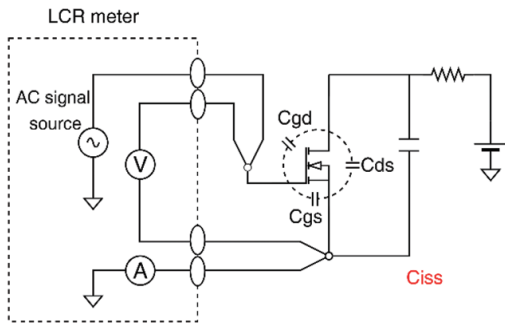 LCR meter
AC signal
source
V
A
Cgd
Cds
Cgs
Ciss